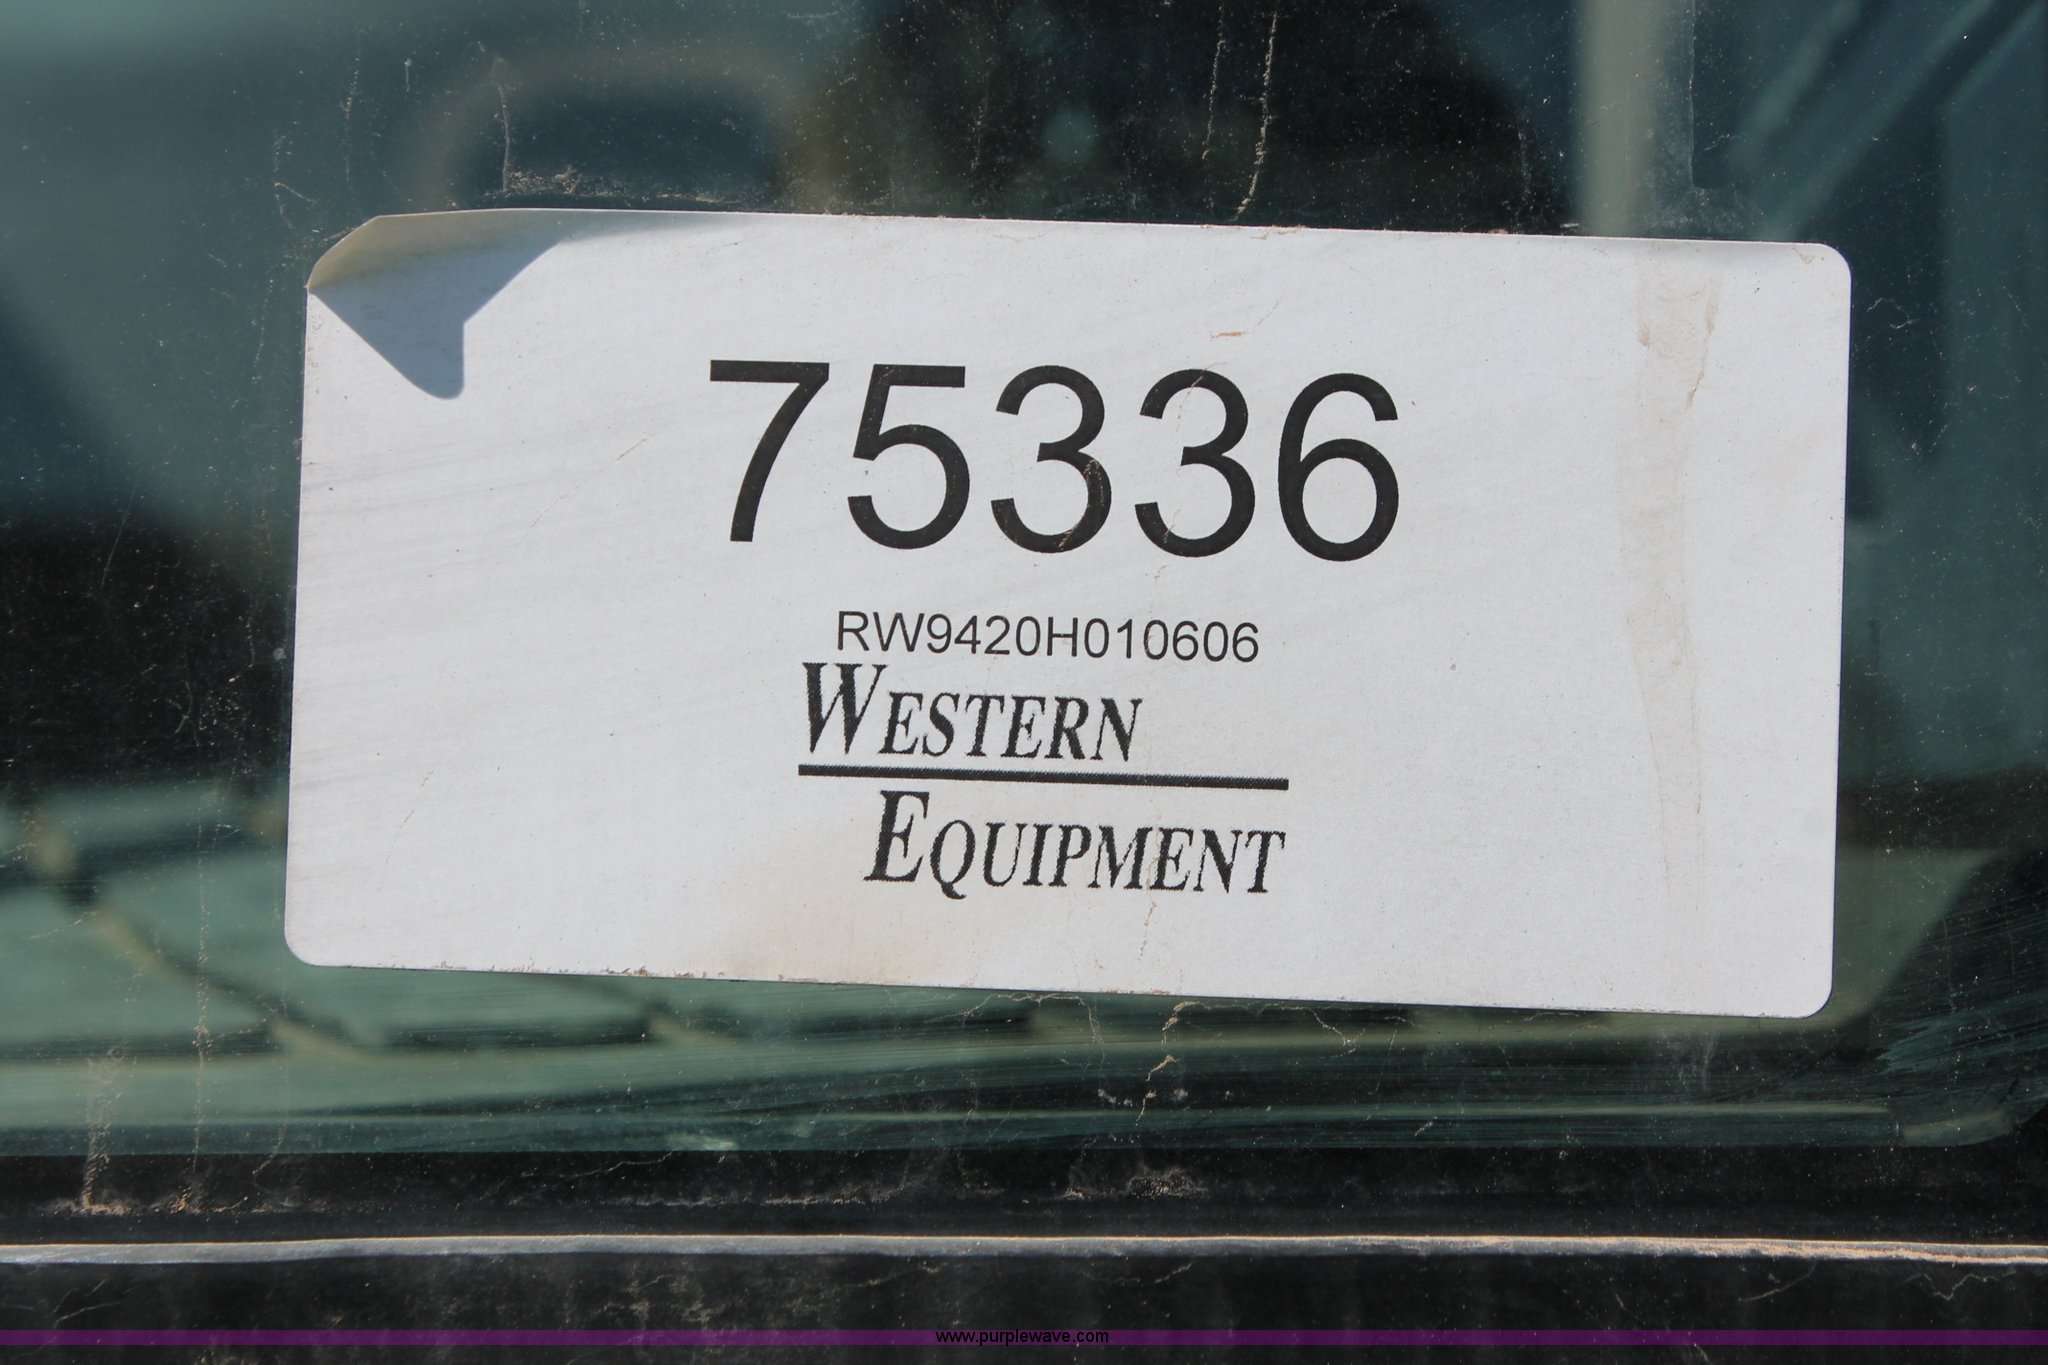 75336
RW9420H010606
WESTERN
EQUIPMENT
www.purplewave.com